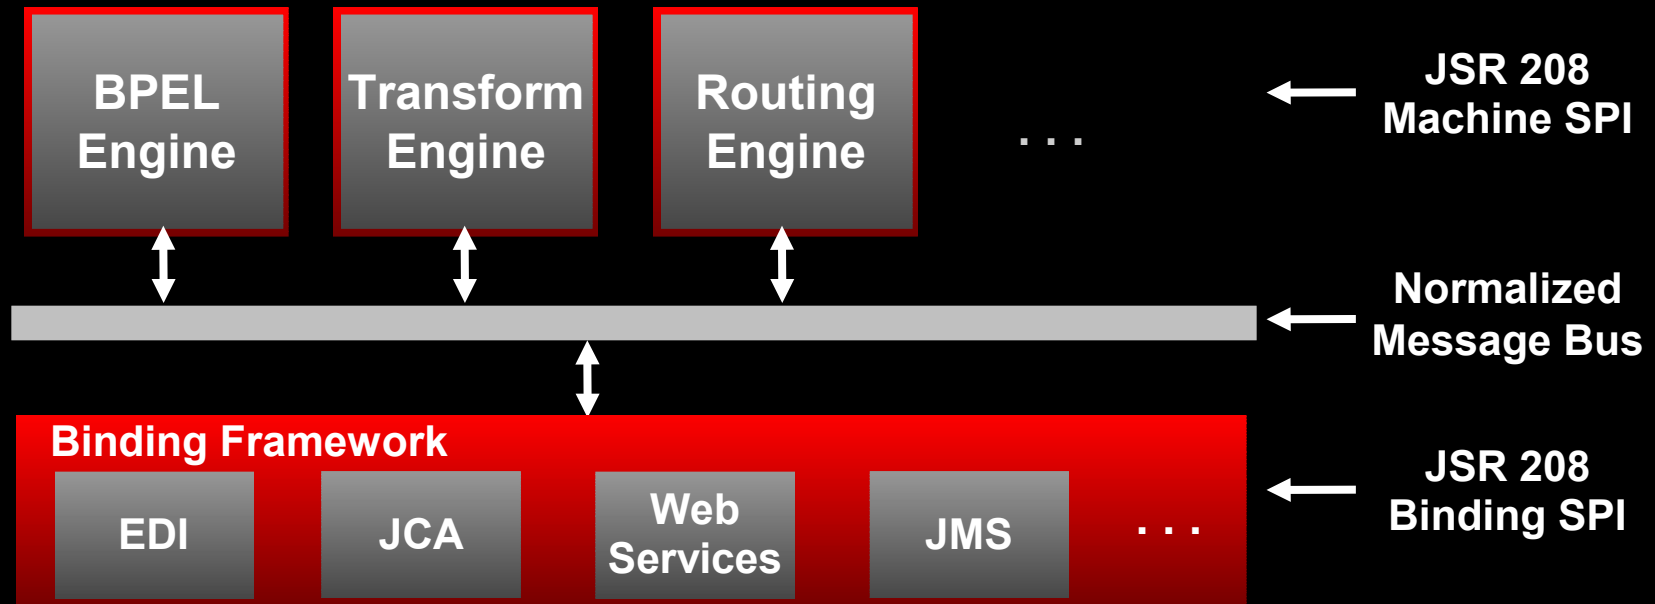 BPEL
Engine
Transform
Engine
Routing
Engine
. . .
JSR 208
Machine SPI
Normalized
Message Bus
Binding Framework
EDI
JCA
Web
Services
JMS
. . .
JSR 208
Binding SPI